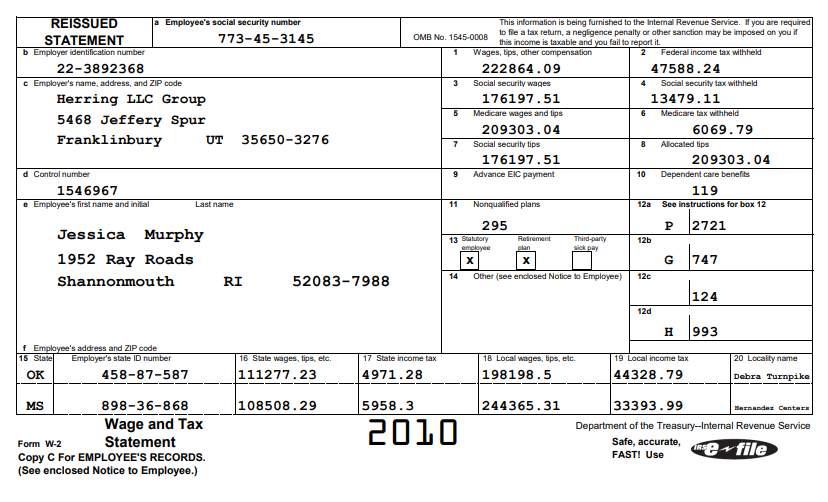 REISSUED STATEMENT
a Employee's social security number
773-45-3145
OMB No. 1545-0008
This information is being furnished to the Internal Revenue Service. If you are required
to file a tax return, a negligence penalty or other sanction may be imposed on you if
this income is taxable and you fail to report it.
b Employer identification number
22-3892368
1 Wages, tips, other compensation
222864.09
2 Federal income tax withheld
47588.24
c Employer's name, address, and ZIP code
Herring LLC Group
5468 Jeffery Spur
Franklinbury UT 35650-3276
3 Social security wages
176197.51
4 Social security tax withheld
13479.11
5 Medicare wages and tips
209303.04
6 Medicare tax withheld
6069.79
7 Social security tips
176197.51
8 Allocated tips
209303.04
d Control number
1546967
9 Advance EIC payment
10 Dependent care benefits
119
e Employee's first name and initial Last name
Jessica Murphy
1952 Ray Roads
Shannonmouth RI 52083-7988
11 Nonqualified plans
295
12a See instructions for box 12
P 2721
13 Statutory employee
x
Retirement plan
x
Third-party sick pay
12b
G 747
14 Other (see enclosed Notice to Employee)
12c
124
12d
H 993
f Employee's address and ZIP code
15 State Employer's state ID number 16 State wages, tips, etc. 17 State income tax 18 Local wages, tips, etc. 19 Local income tax 20 Locality name
OK 458-87-587 111277.23 4971.28 198198.5 44328.79 Debra Turnpike
MS 898-36-868 108508.29 5958.3 244365.31 33393.99 Hernandez Centers
Form W-2
Wage and Tax
Statement
2010
Department of the Treasury--Internal Revenue Service
Copy C For EMPLOYEE'S RECORDS.
(See enclosed Notice to Employee.)
Safe, accurate,
FAST! Use
IRS e-file